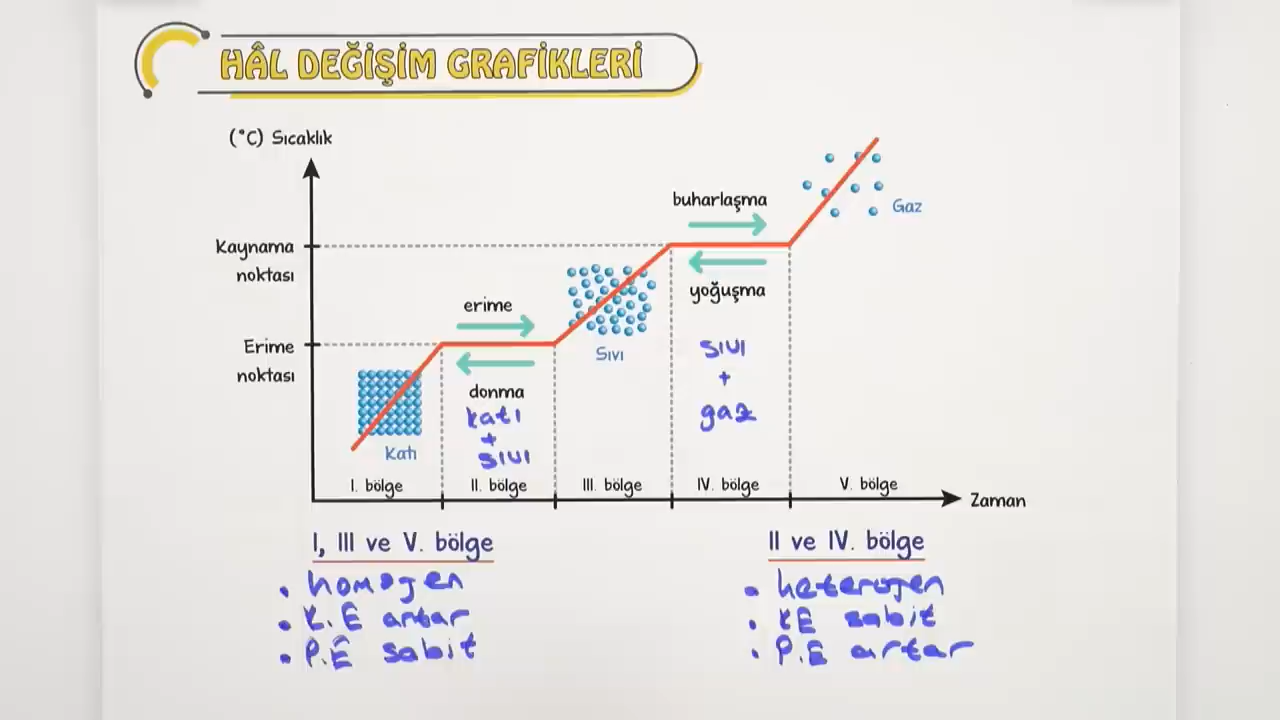 HÂL DEĞİŞİM GRAFİKLERİ
(°C) Sıcaklık
buharlaşma
Gaz
Kaynama
noktası
yoğuşma
erime
Erime
noktası
Sıvı
sıvı
+
gaz
donma
katı
+
sıvı
Katı
I. bölge
II. bölge
III. bölge
IV. bölge
V. bölge
Zaman
I, III ve V. bölge
• homojen
• K.E artar
• P.E sabit
II ve IV. bölge
• heterojen
• KE sabit
• P.E artar